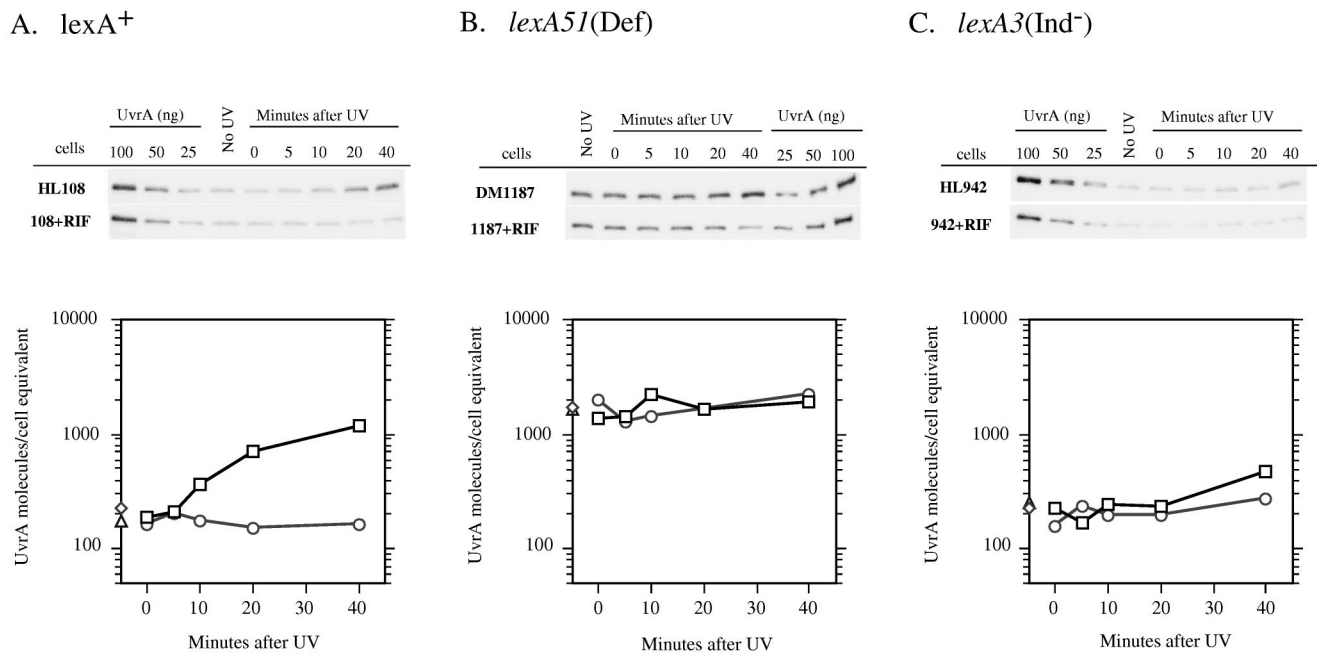 A. lexA+
B. lexA51(Def)
C. lexA3(Ind-)
UvrA (ng) No UV Minutes after UV
cells 100 50 25 0 5 10 20 40
HL108
108+RIF
No UV Minutes after UV UvrA (ng)
cells 0 5 10 20 40 25 50 100
DM1187
1187+RIF
UvrA (ng) No UV Minutes after UV
cells 100 50 25 0 5 10 20 40
HL942
942+RIF
UvrA molecules/cell equivalent
10000
1000
100
0 10 20 30 40
Minutes after UV
UvrA molecules/cell equivalent
10000
1000
100
0 10 20 30 40
Minutes after UV
UvrA molecules/cell equivalent
10000
1000
100
0 10 20 30 40
Minutes after UV